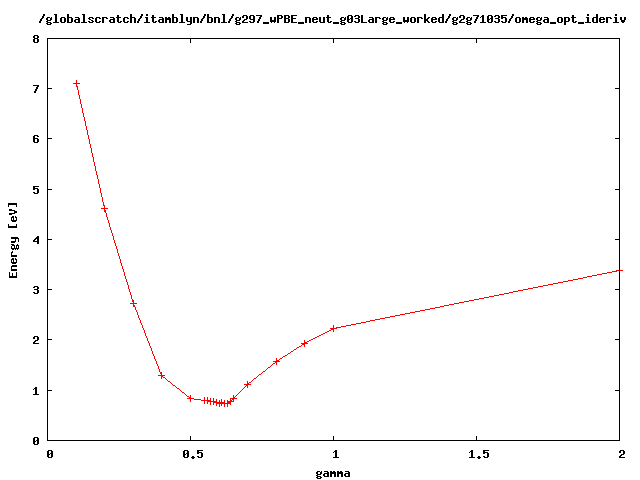 /globalscratch/itamblyn/bnl/g297_wPBE_neut_g03Large_worked/g2g71035/omega_opt_ideriv
8
7
6
5
4
3
2
1
0
Energy [eV]
0 0.5 1 1.5 2
gamma